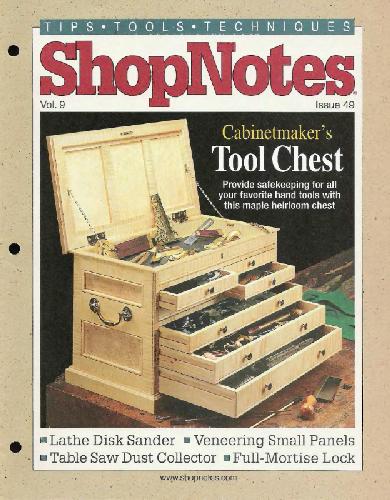 TIPS • TOOLS • TECHNIQUES
ShopNotes
Vol. 9 Issue 49
Cabinetmaker's
Tool Chest
Provide safekeeping for all
your favorite hand tools with
this maple heirloom chest
Lathe Disk Sander Veneering Small Panels
Table Saw Dust Collector Full-Mortise Lock
www.shopnotes.com